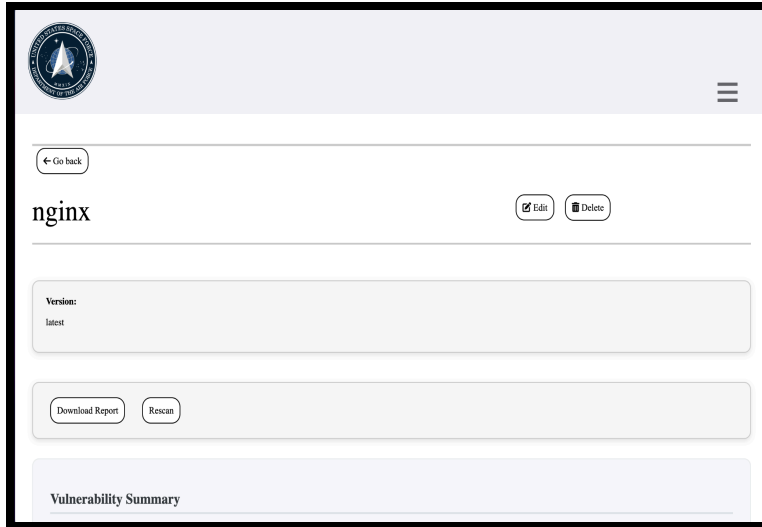 UNITED STATES SPACE FORCE
DEPARTMENT OF THE AIR FORCE
MMXIX
Go back
nginx
Edit
Delete
Version:
latest
Download Report
Rescan
Vulnerability Summary